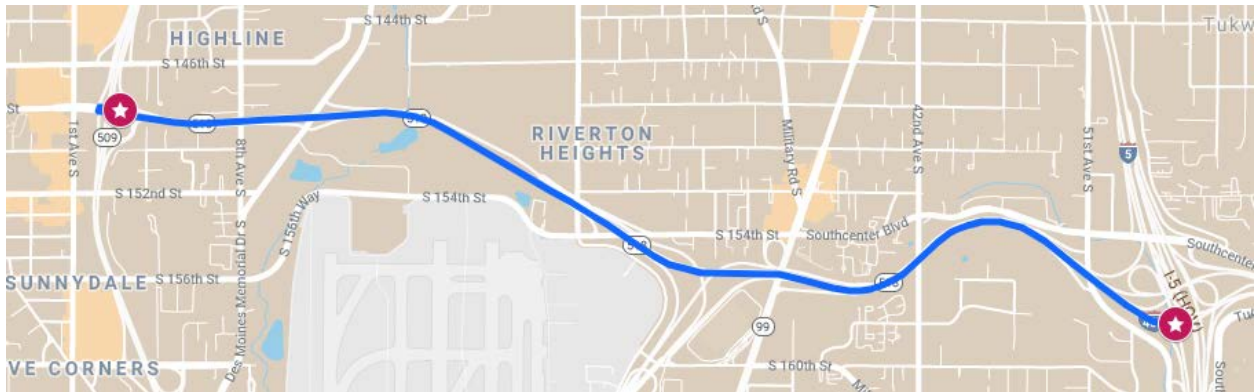 S 144th St
Rd S
Tukw
HIGHLINE
S 146th St
St
509
1st Ave S
8th Ave S
RIVERTON
HEIGHTS
Military Rd S
42nd Ave S
51st Ave S
5
S 152nd St
S 156th Way
S 154th St
S 154th St
Southcenter Blvd
Southcenter
SUNNYDALE
S 156th St
Des Moines Memorial Dr S
I-5 (HOV)
99
VE CORNERS
S 160th St